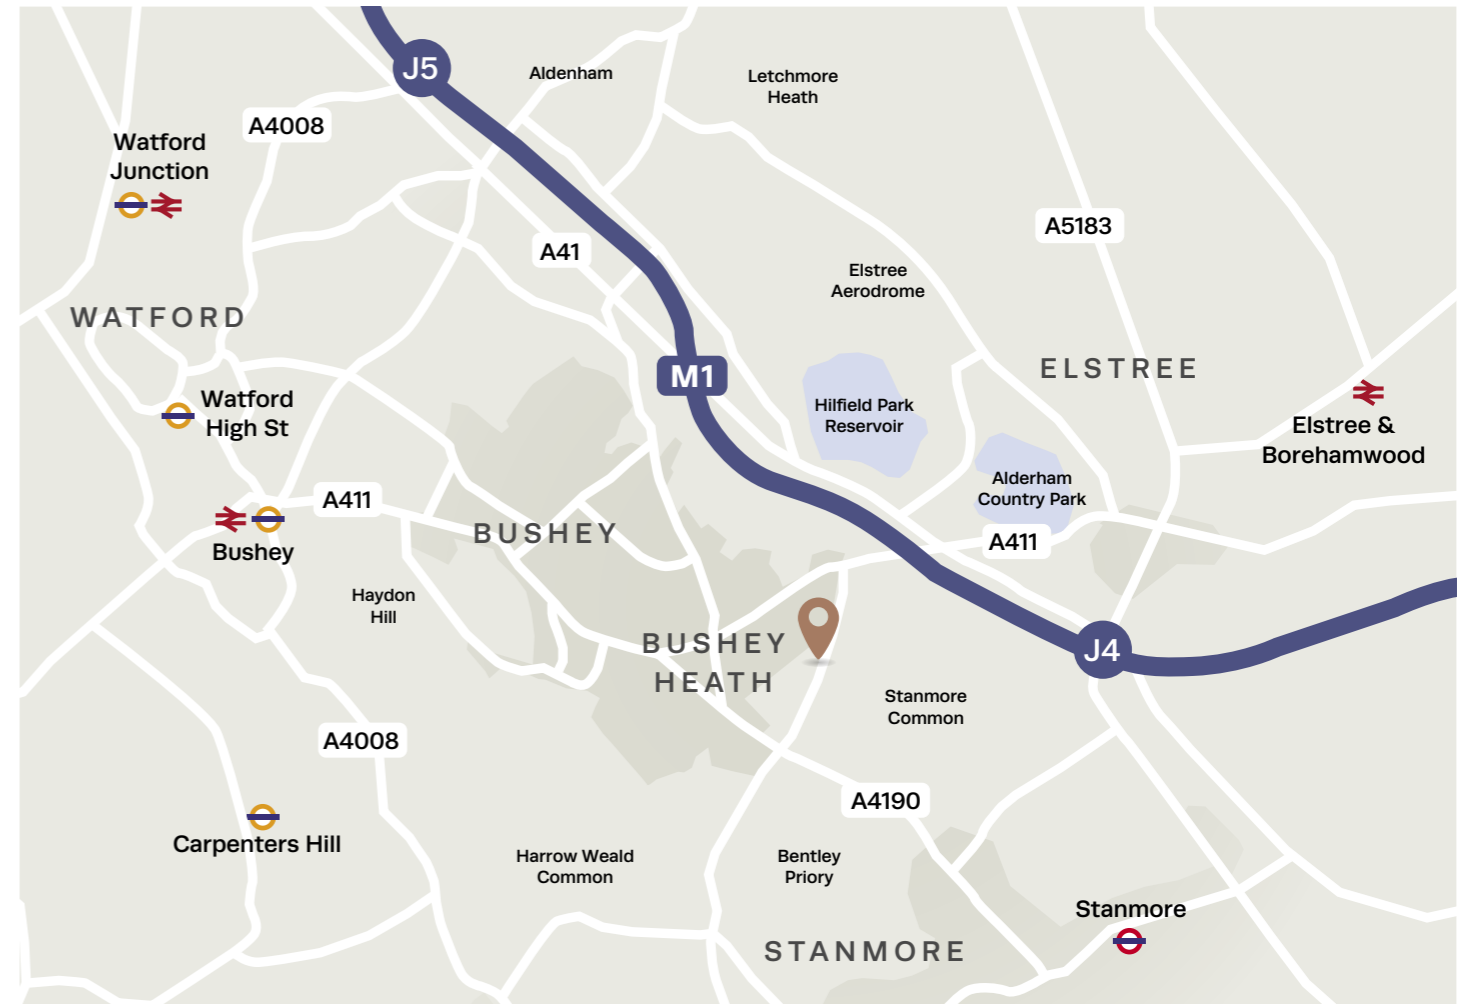 J5
Aldenham
Letchmore
Heath
A4008
Watford
Junction
A5183
A41
Elstree
Aerodrome
WATFORD
ELSTREE
M1
Watford
High St
Hilfield Park
Reservoir
Elstree &
Borehamwood
Alderham
Country Park
A411
BUSHEY
A411
Bushey
Haydon
Hill
BUSHEY
HEATH
J4
Stanmore
Common
A4008
A4190
Carpenters Hill
Harrow Weald
Common
Bentley
Priory
Stanmore
STANMORE